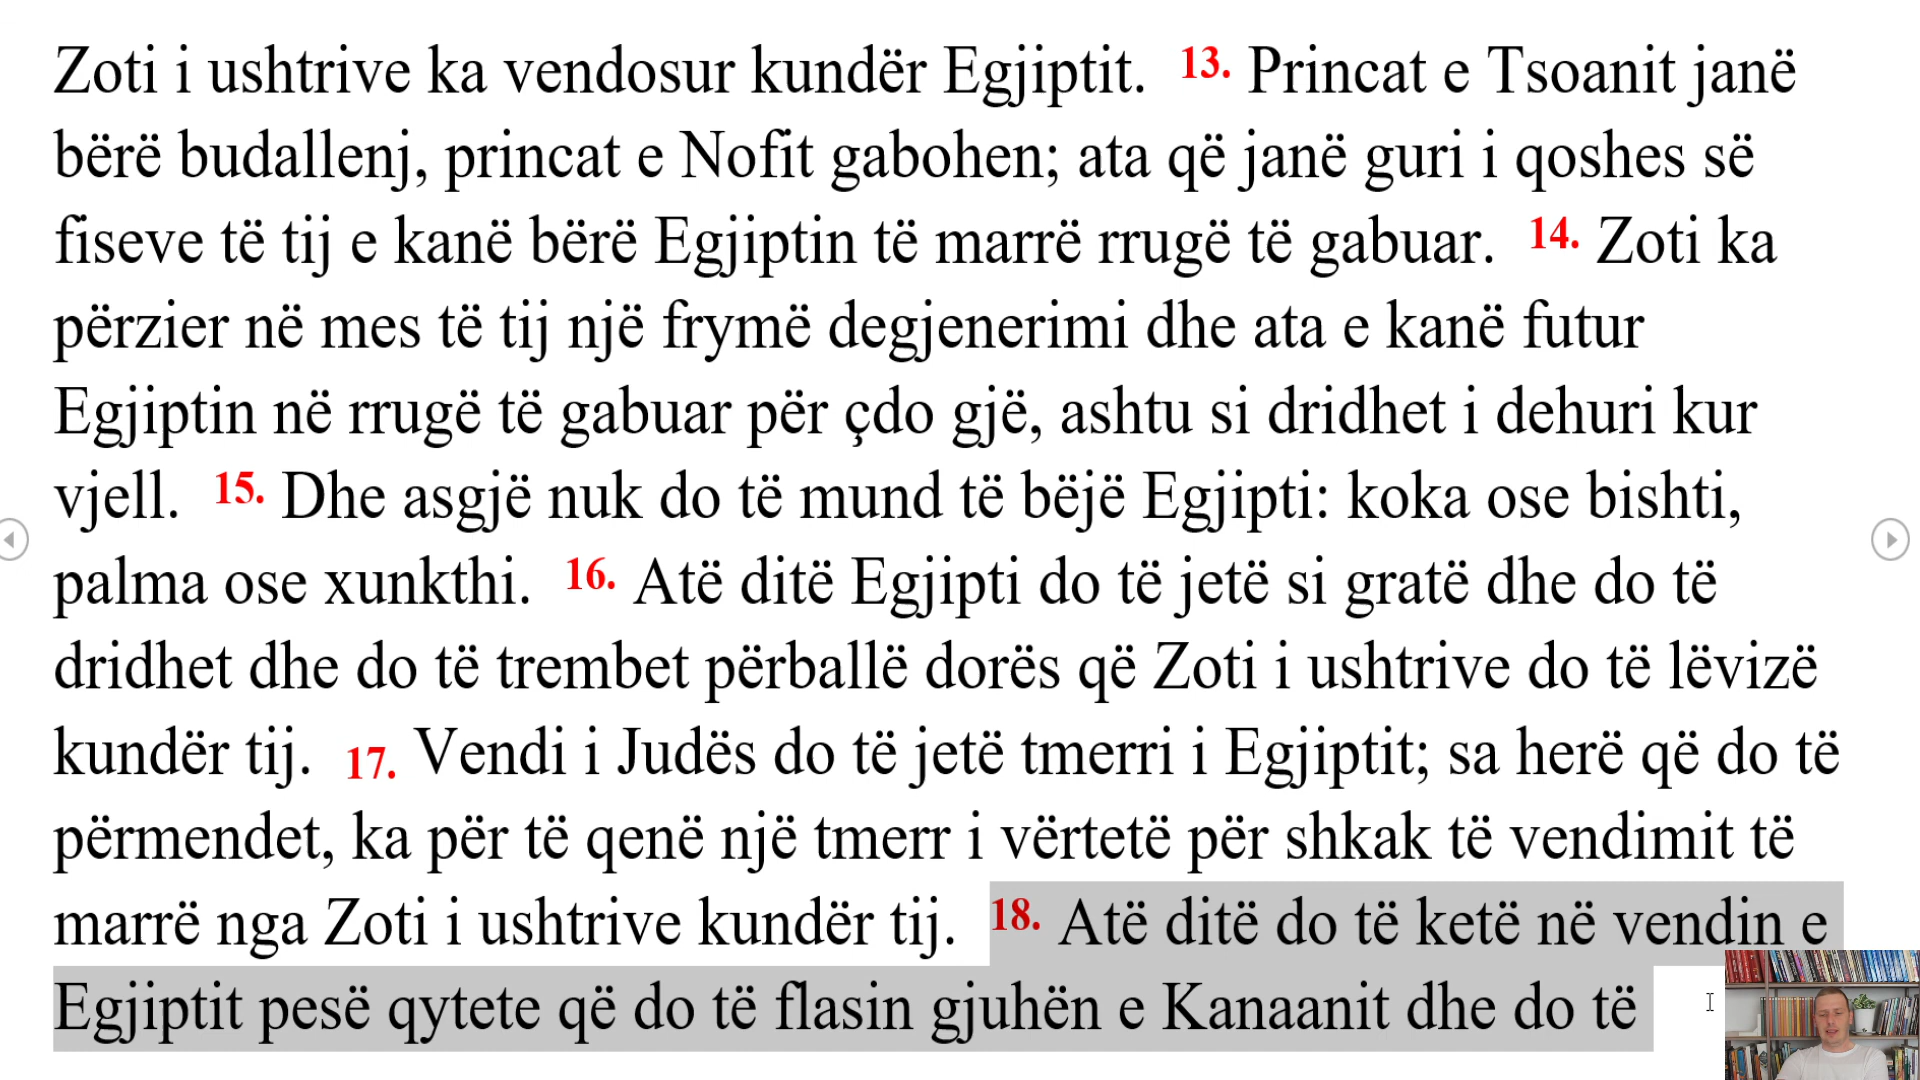 Zoti i ushtrive ka vendosur kundër Egjiptit. 13. Princat e Tsoanit janë
bërë budallenj, princat e Nofit gabohen; ata që janë guri i qoshes së
fiseve të tij e kanë bërë Egjiptin të marrë rrugë të gabuar. 14. Zoti ka
përzier në mes të tij një frymë degjenerimi dhe ata e kanë futur
Egjiptin në rrugë të gabuar për çdo gjë, ashtu si dridhet i dehuri kur
vjell. 15. Dhe asgjë nuk do të mund të bëjë Egjipti: koka ose bishti,
palma ose xunkthi. 16. Atë ditë Egjipti do të jetë si gratë dhe do të
dridhet dhe do të trembet përballë dorës që Zoti i ushtrive do të lëvizë
kundër tij. 17. Vendi i Judës do të jetë tmerri i Egjiptit; sa herë që do të
përmendet, ka për të qenë një tmerr i vërtetë për shkak të vendimit të
marrë nga Zoti i ushtrive kundër tij. 18. Atë ditë do të ketë në vendin e
Egjiptit pesë qytete që do të flasin gjuhën e Kanaanit dhe do të